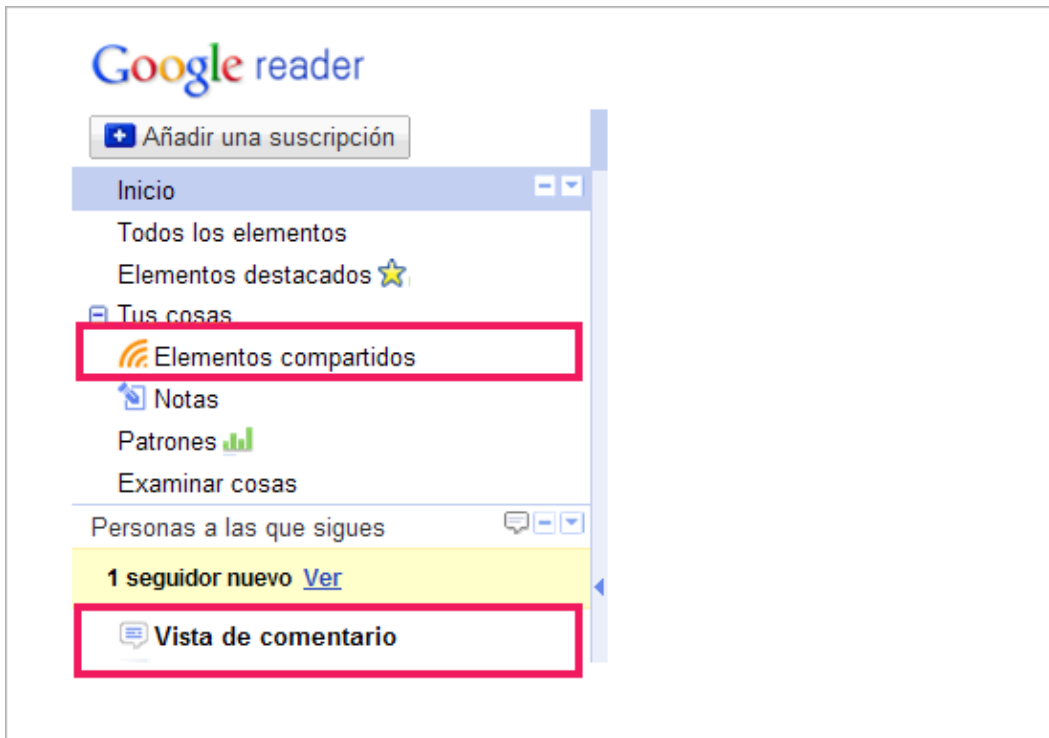 Google reader
Añadir una suscripción
Inicio
Todos los elementos
Elementos destacados
Tus cosas
Elementos compartidos
Notas
Patrones
Examinar cosas
Personas a las que sigues
1 seguidor nuevo Ver
Vista de comentario